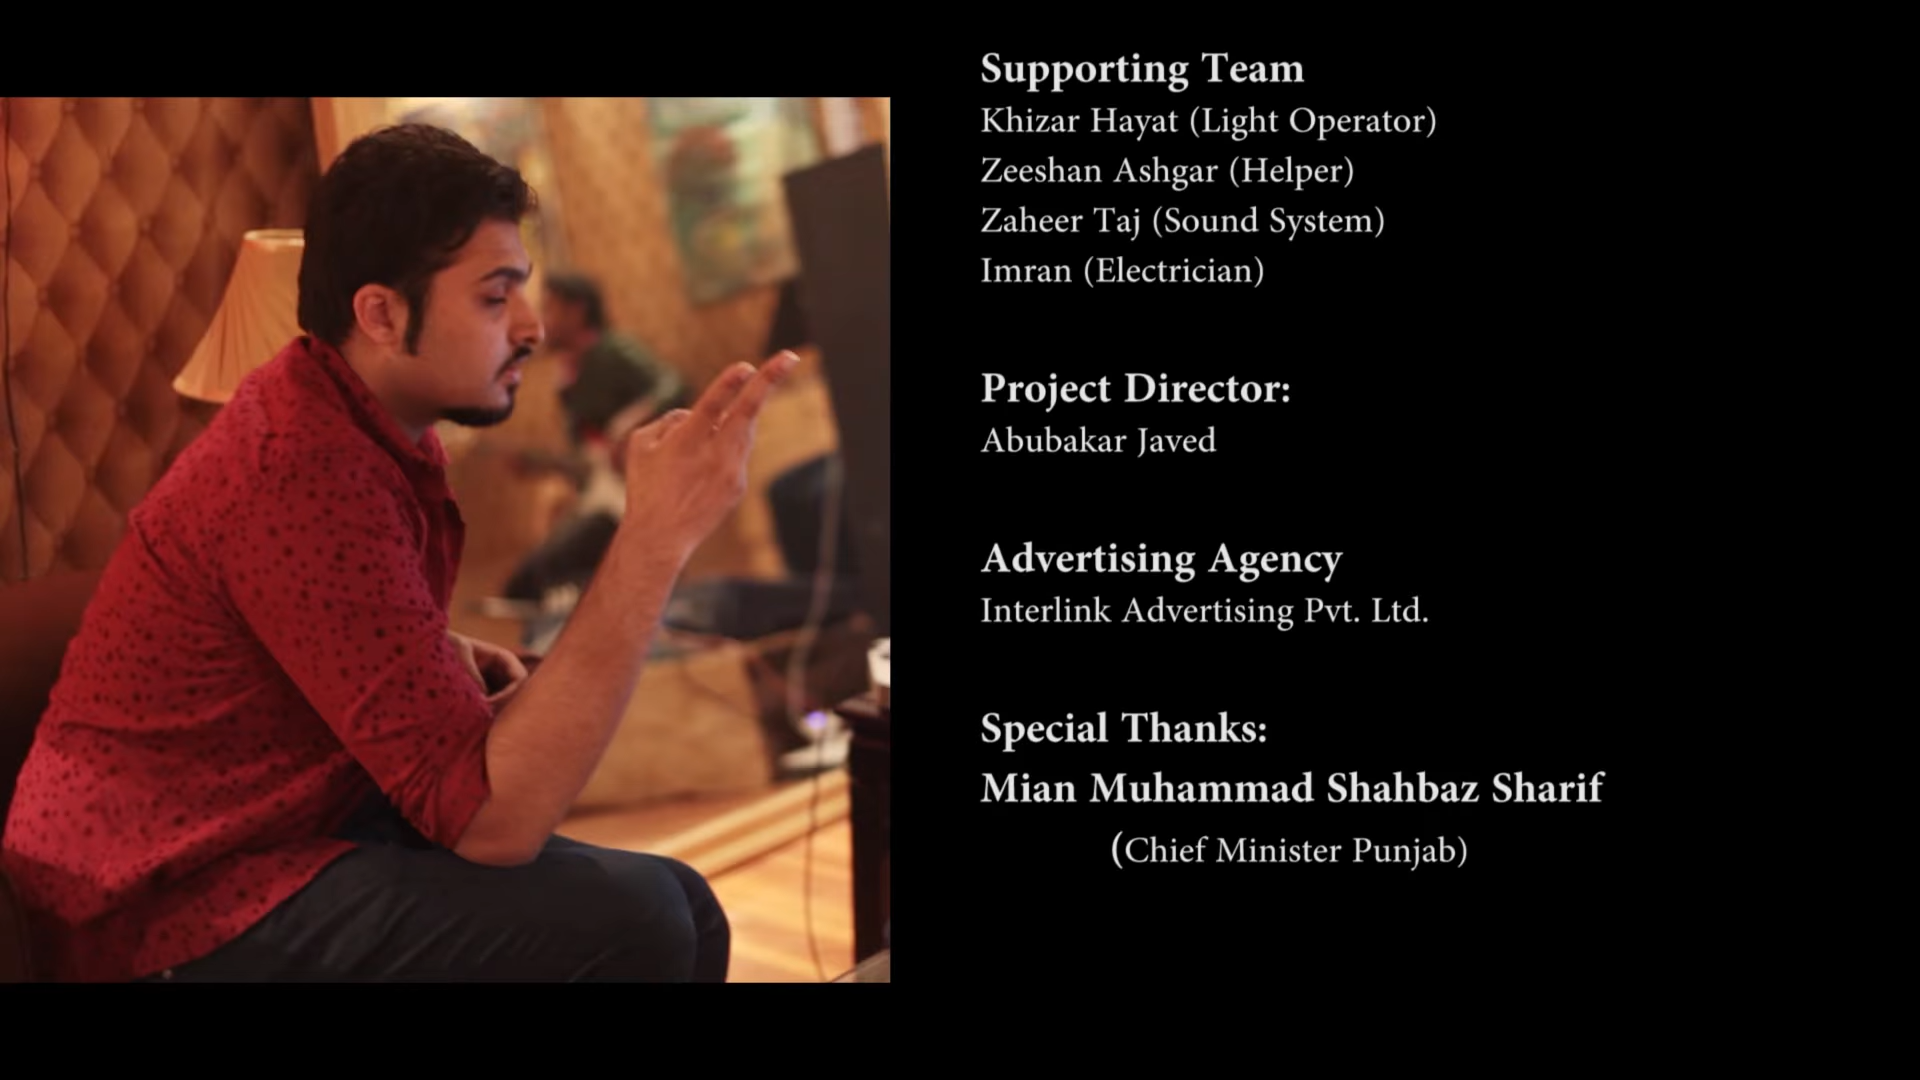 Supporting Team
Khizar Hayat (Light Operator)
Zeeshan Ashgar (Helper)
Zaheer Taj (Sound System)
Imran (Electrician)
Project Director:
Abubakar Javed
Advertising Agency
Interlink Advertising Pvt. Ltd.
Special Thanks:
Mian Muhammad Shahbaz Sharif
(Chief Minister Punjab)